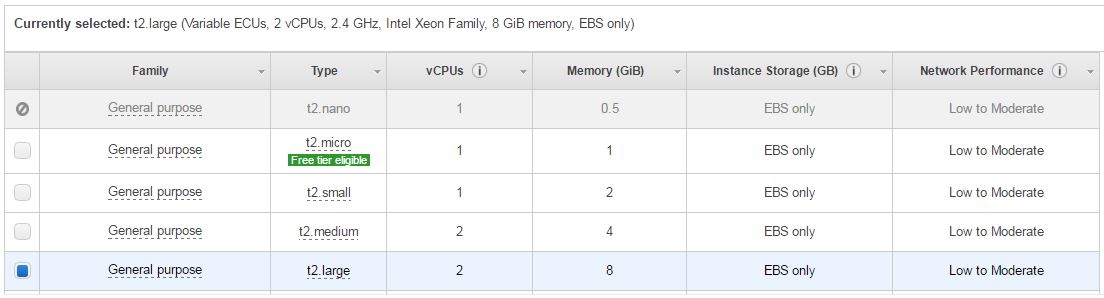 Currently selected: t2.large (Variable ECUs, 2 vCPUs, 2.4 GHz, Intel Xeon Family, 8 GiB memory, EBS only)
Family Type vCPUs Memory (GiB) Instance Storage (GB) Network Performance
General purpose t2.nano 1 0.5 EBS only Low to Moderate
General purpose t2.micro 1 1 EBS only Low to Moderate
Free tier eligible
General purpose t2.small 1 2 EBS only Low to Moderate
General purpose t2.medium 2 4 EBS only Low to Moderate
General purpose t2.large 2 8 EBS only Low to Moderate